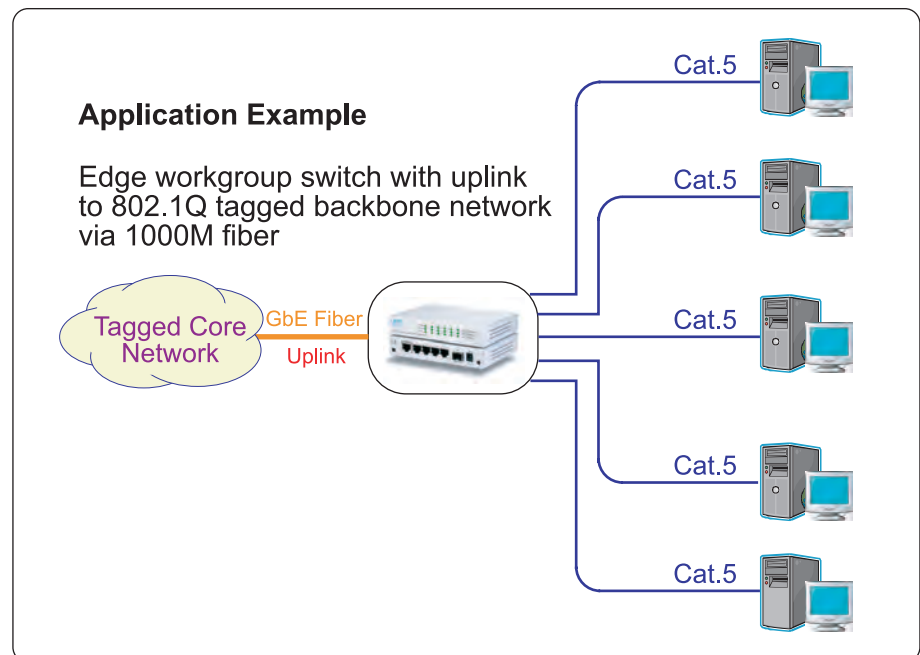 Application Example
Edge workgroup switch with uplink
to 802.1Q tagged backbone network
via 1000M fiber
Tagged Core
Network
GbE Fiber
Uplink
Cat.5
Cat.5
Cat.5
Cat.5
Cat.5